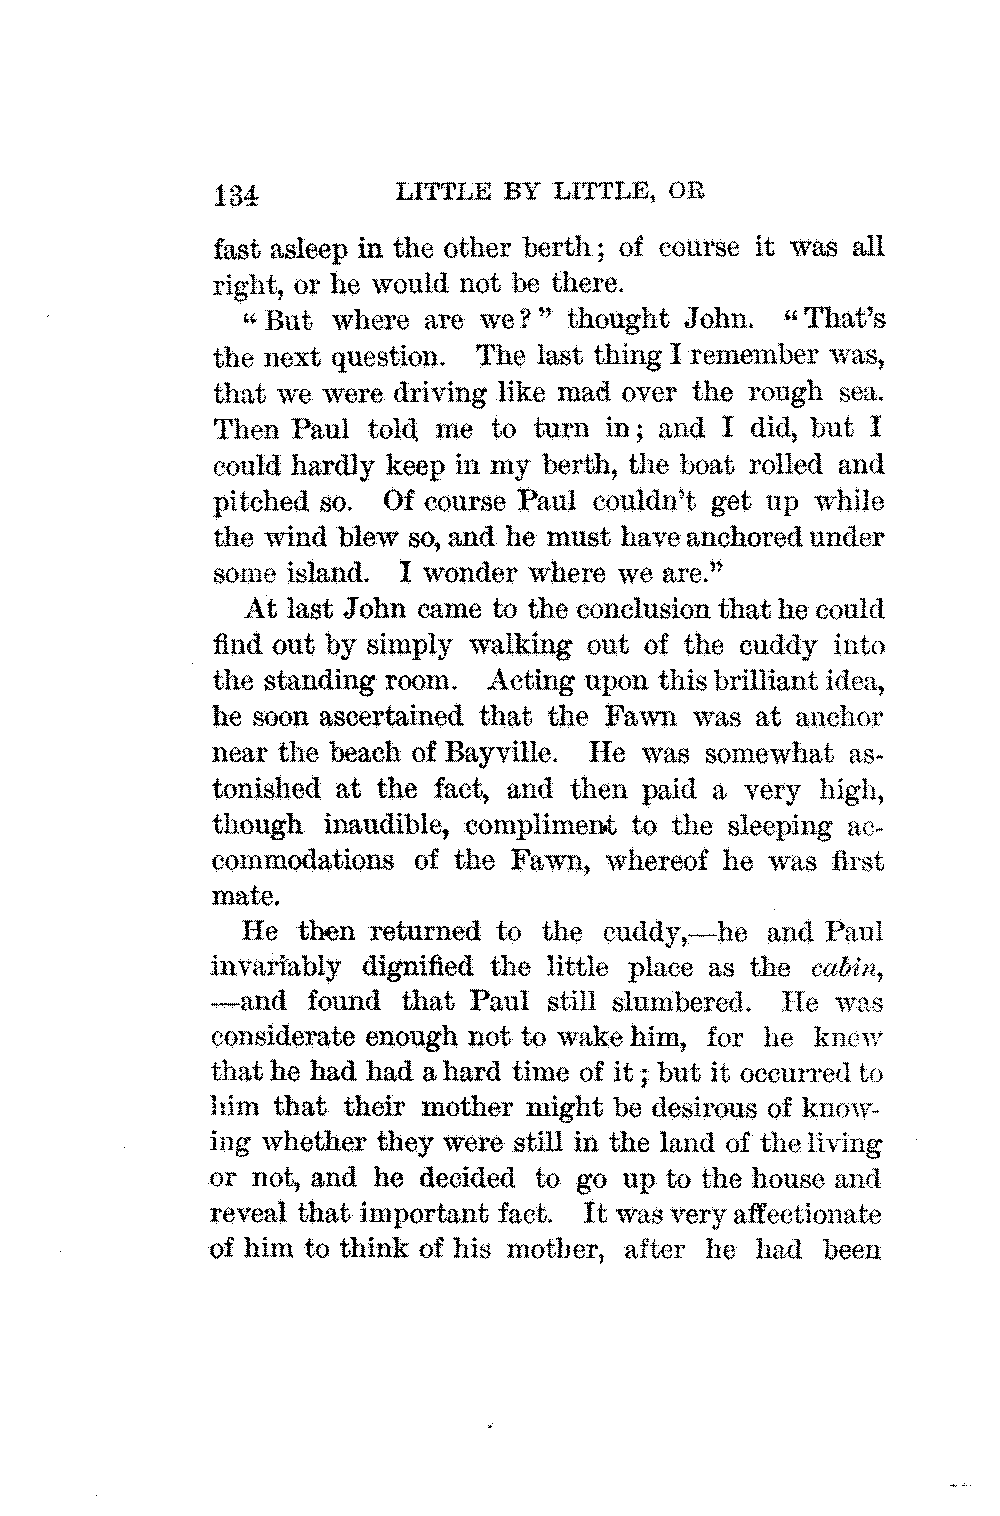 134 LITTLE BY LITTLE, OR
fast asleep in the other berth; of course it was all
right, or he would not be there.
“But where are we?” thought John. “That's
the next question. The last thing I remember was,
that we were driving like mad over the rough sea.
Then Paul told me to turn in; and I did, but I
could hardly keep in my berth, the boat rolled and
pitched so. Of course Paul couldn't get up while
the wind blew so, and he must have anchored under
some island. I wonder where we are.”
At last John came to the conclusion that he could
find out by simply walking out of the cuddy into
the standing room. Acting upon this brilliant idea,
he soon ascertained that the Fawn was at anchor
near the beach of Bayville. He was somewhat as-
tonished at the fact, and then paid a very high,
though inaudible, compliment to the sleeping ac-
commodations of the Fawn, whereof he was first
mate.
He then returned to the cuddy,—he and Paul
invariably dignified the little place as the cabin,
—and found that Paul still slumbered. He was
considerate enough not to wake him, for he knew
that he had had a hard time of it; but it occurred to
him that their mother might be desirous of know-
ing whether they were still in the land of the living
or not, and he decided to go up to the house and
reveal that important fact. It was very affectionate
of him to think of his mother, after he had been